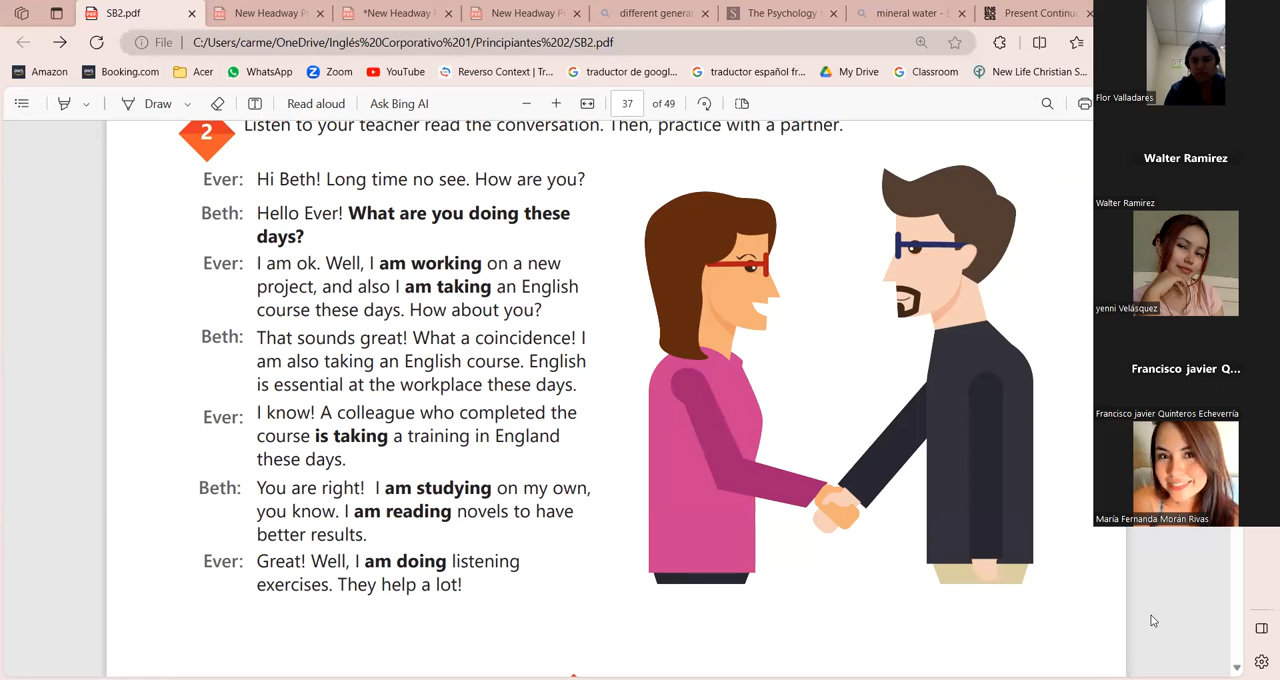 SB2.pdf
New Headway P
*New Headway
New Headway P
different genera
The Psychology
mineral water -
Present Continu
File
C:/Users/carme/OneDrive/Inglés%20Corporativo%201/Principiantes%202/SB2.pdf
Amazon
Booking.com
Acer
WhatsApp
Zoom
YouTube
Reverso Context | Tr...
traductor de googl...
traductor español fr...
My Drive
Classroom
New Life Christian S...
Draw
Read aloud
Ask Bing AI
37
of 49
2
Listen to your teacher read the conversation. Then, practice with a partner.
Ever: Hi Beth! Long time no see. How are you?
Beth: Hello Ever! What are you doing these
days?
Ever: I am ok. Well, I am working on a new
project, and also I am taking an English
course these days. How about you?
Beth: That sounds great! What a coincidence! I
am also taking an English course. English
is essential at the workplace these days.
Ever: I know! A colleague who completed the
course is taking a training in England
these days.
Beth: You are right! I am studying on my own,
you know. I am reading novels to have
better results.
Ever: Great! Well, I am doing listening
exercises. They help a lot!
Flor Valladares
Walter Ramirez
Walter Ramirez
yenni Velásquez
Francisco javier Q...
Francisco javier Quinteros Echeverría
María Fernanda Morán Rivas